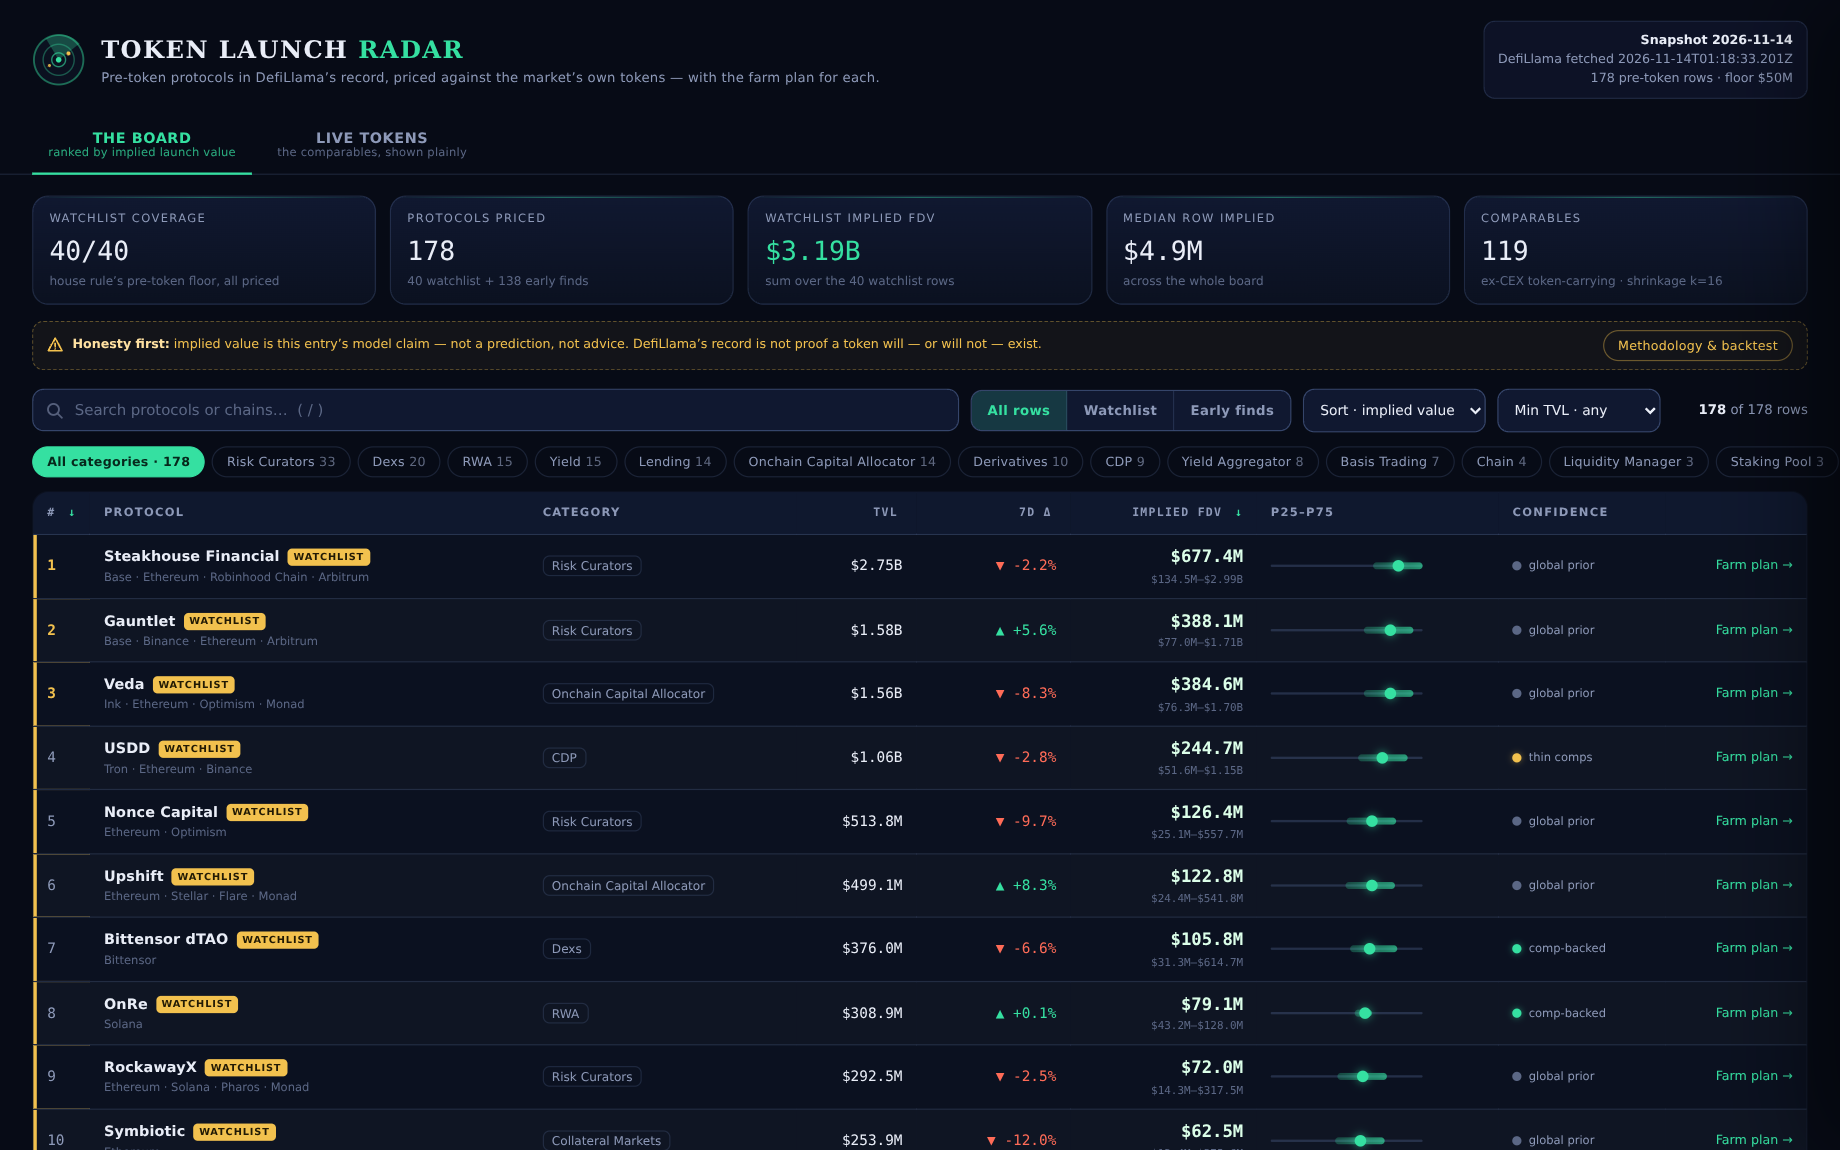 TOKEN LAUNCH RADAR
Pre-token protocols in DefiLlama’s record, priced against the market’s own tokens — with the farm plan for each.
Snapshot 2026-11-14
DefiLlama fetched 2026-11-14T01:18:33.201Z
178 pre-token rows · floor $50M
THE BOARD
ranked by implied launch value
LIVE TOKENS
the comparables, shown plainly
WATCHLIST COVERAGE
40/40
house rule’s pre-token floor, all priced
PROTOCOLS PRICED
178
40 watchlist + 138 early finds
WATCHLIST IMPLIED FDV
$3.19B
sum over the 40 watchlist rows
MEDIAN ROW IMPLIED
$4.9M
across the whole board
COMPARABLES
119
ex-CEX token-carrying · shrinkage k=16
Honesty first: implied value is this entry’s model claim — not a prediction, not advice. DefiLlama’s record is not proof a token will — or will not — exist.
Methodology & backtest
Search protocols or chains… ( / )
All rows
Watchlist
Early finds
Sort · implied value
Min TVL · any
178 of 178 rows
All categories · 178
Risk Curators 33
Dexs 20
RWA 15
Yield 15
Lending 14
Onchain Capital Allocator 14
Derivatives 10
CDP 9
Yield Aggregator 8
Basis Trading 7
Chain 4
Liquidity Manager 3
Staking Pool 3
# ↓ PROTOCOL CATEGORY TVL 7D Δ IMPLIED FDV ↓ P25–P75 CONFIDENCE
1 Steakhouse Financial WATCHLIST Risk Curators $2.75B ▼ -2.2% $677.4M global prior Farm plan →
Base · Ethereum · Robinhood Chain · Arbitrum $134.5M–$2.99B
2 Gauntlet WATCHLIST Risk Curators $1.58B ▲ +5.6% $388.1M global prior Farm plan →
Base · Binance · Ethereum · Arbitrum $77.0M–$1.71B
3 Veda WATCHLIST Onchain Capital Allocator $1.56B ▼ -8.3% $384.6M global prior Farm plan →
Ink · Ethereum · Optimism · Monad $76.3M–$1.70B
4 USDD WATCHLIST CDP $1.06B ▼ -2.8% $244.7M thin comps Farm plan →
Tron · Ethereum · Binance $51.6M–$1.15B
5 Nonce Capital WATCHLIST Risk Curators $513.8M ▼ -9.7% $126.4M global prior Farm plan →
Ethereum · Optimism $25.1M–$557.7M
6 Upshift WATCHLIST Onchain Capital Allocator $499.1M ▲ +8.3% $122.8M global prior Farm plan →
Ethereum · Stellar · Flare · Monad $24.4M–$541.8M
7 Bittensor dTAO WATCHLIST Dexs $376.0M ▼ -6.6% $105.8M comp-backed Farm plan →
Bittensor $31.3M–$614.7M
8 OnRe WATCHLIST RWA $308.9M ▲ +0.1% $79.1M comp-backed Farm plan →
Solana $43.2M–$128.0M
9 RockawayX WATCHLIST Risk Curators $292.5M ▼ -2.5% $72.0M global prior Farm plan →
Ethereum · Solana · Pharos · Monad $14.3M–$317.5M
10 Symbiotic WATCHLIST Collateral Markets $253.9M ▼ -12.0% $62.5M global prior Farm plan →